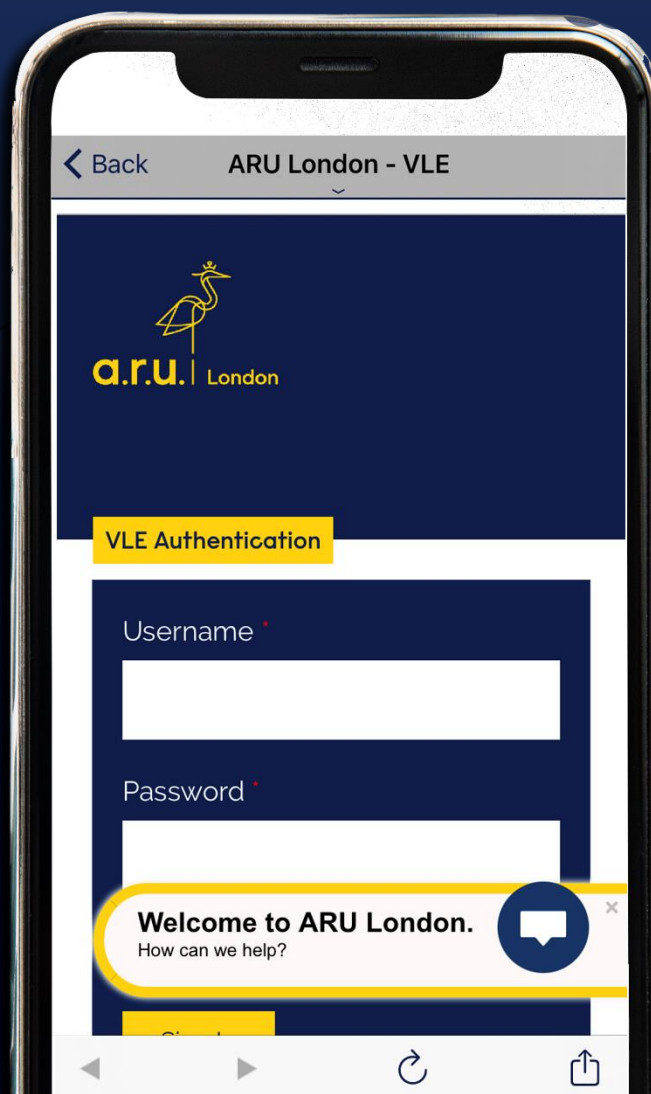 Back
ARU London - VLE
a.r.u. London
VLE Authentication
Username *
Password *
Welcome to ARU London.
How can we help?